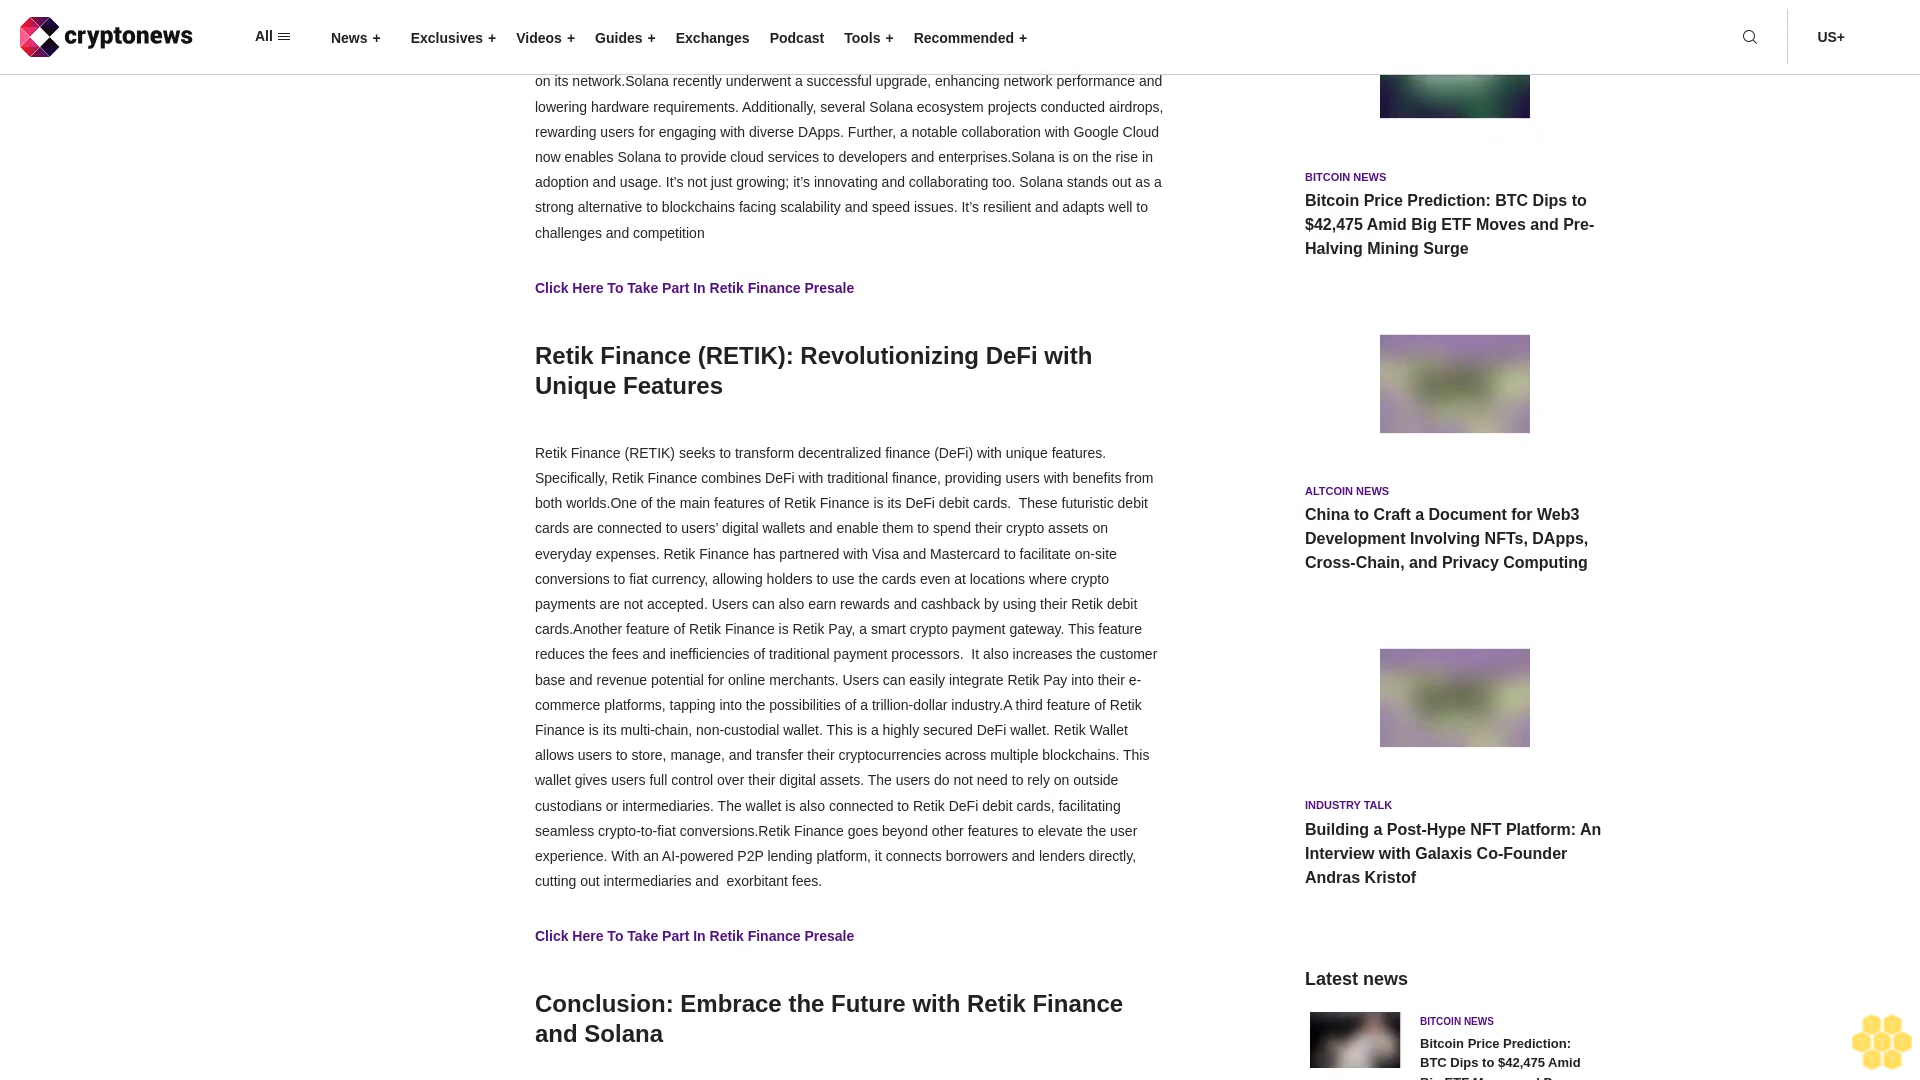 cryptonews
All
News +
Exclusives +
Videos +
Guides +
Exchanges
Podcast
Tools +
Recommended +
US+
on its network.Solana recently underwent a successful upgrade, enhancing network performance and
lowering hardware requirements. Additionally, several Solana ecosystem projects conducted airdrops,
rewarding users for engaging with diverse DApps. Further, a notable collaboration with Google Cloud
now enables Solana to provide cloud services to developers and enterprises.Solana is on the rise in
adoption and usage. It’s not just growing; it’s innovating and collaborating too. Solana stands out as a
strong alternative to blockchains facing scalability and speed issues. It’s resilient and adapts well to
challenges and competition
Click Here To Take Part In Retik Finance Presale
Retik Finance (RETIK): Revolutionizing DeFi with
Unique Features
Retik Finance (RETIK) seeks to transform decentralized finance (DeFi) with unique features.
Specifically, Retik Finance combines DeFi with traditional finance, providing users with benefits from
both worlds.One of the main features of Retik Finance is its DeFi debit cards.  These futuristic debit
cards are connected to users’ digital wallets and enable them to spend their crypto assets on
everyday expenses. Retik Finance has partnered with Visa and Mastercard to facilitate on-site
conversions to fiat currency, allowing holders to use the cards even at locations where crypto
payments are not accepted. Users can also earn rewards and cashback by using their Retik debit
cards.Another feature of Retik Finance is Retik Pay, a smart crypto payment gateway. This feature
reduces the fees and inefficiencies of traditional payment processors.  It also increases the customer
base and revenue potential for online merchants. Users can easily integrate Retik Pay into their e-
commerce platforms, tapping into the possibilities of a trillion-dollar industry.A third feature of Retik
Finance is its multi-chain, non-custodial wallet. This is a highly secured DeFi wallet. Retik Wallet
allows users to store, manage, and transfer their cryptocurrencies across multiple blockchains. This
wallet gives users full control over their digital assets. The users do not need to rely on outside
custodians or intermediaries. The wallet is also connected to Retik DeFi debit cards, facilitating
seamless crypto-to-fiat conversions.Retik Finance goes beyond other features to elevate the user
experience. With an AI-powered P2P lending platform, it connects borrowers and lenders directly,
cutting out intermediaries and  exorbitant fees.
Click Here To Take Part In Retik Finance Presale
Conclusion: Embrace the Future with Retik Finance
and Solana
BITCOIN NEWS
Bitcoin Price Prediction: BTC Dips to
$42,475 Amid Big ETF Moves and Pre-
Halving Mining Surge
ALTCOIN NEWS
China to Craft a Document for Web3
Development Involving NFTs, DApps,
Cross-Chain, and Privacy Computing
INDUSTRY TALK
Building a Post-Hype NFT Platform: An
Interview with Galaxis Co-Founder
Andras Kristof
Latest news
BITCOIN NEWS
Bitcoin Price Prediction:
BTC Dips to $42,475 Amid